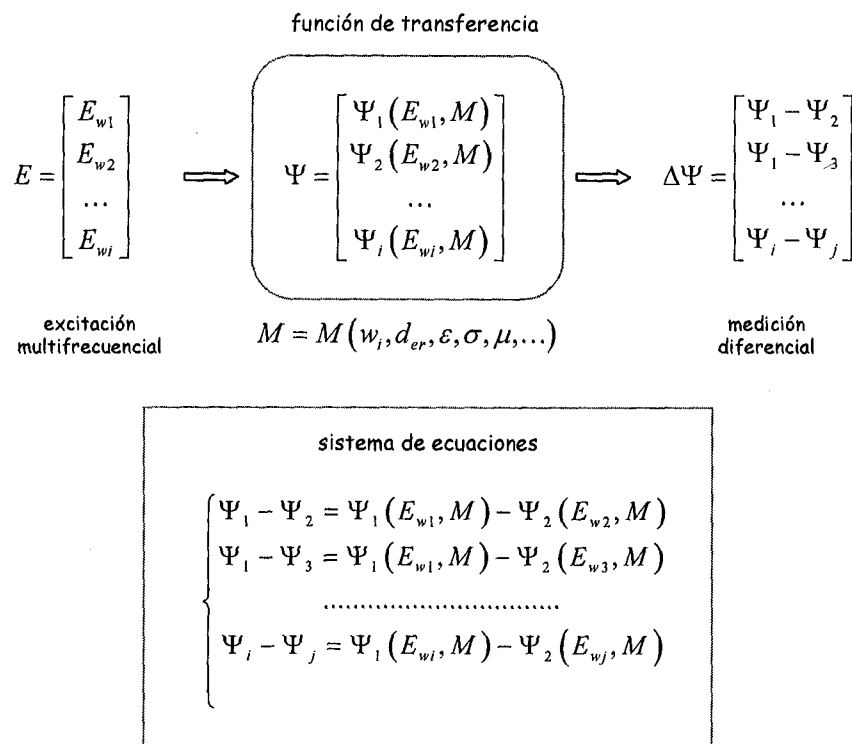 función de transferencia
E = [E_{w1} E_{w2} ... E_{wi}] ⇒ Ψ = [Ψ_1(E_{w1}, M) Ψ_2(E_{w2}, M) ... Ψ_i(E_{wi}, M)] ⇒ ΔΨ = [Ψ_1 − Ψ_2 Ψ_1 − Ψ_3 ... Ψ_i − Ψ_j]
excitación
multifrecuencial
M = M(w_i, d_{er}, ε, σ, μ, ...)
medición
diferencial
sistema de ecuaciones
Ψ_1 − Ψ_2 = Ψ_1(E_{w1}, M) − Ψ_2(E_{w2}, M)
Ψ_1 − Ψ_3 = Ψ_1(E_{w1}, M) − Ψ_2(E_{w3}, M)
.................................
Ψ_i − Ψ_j = Ψ_1(E_{wi}, M) − Ψ_2(E_{wj}, M)